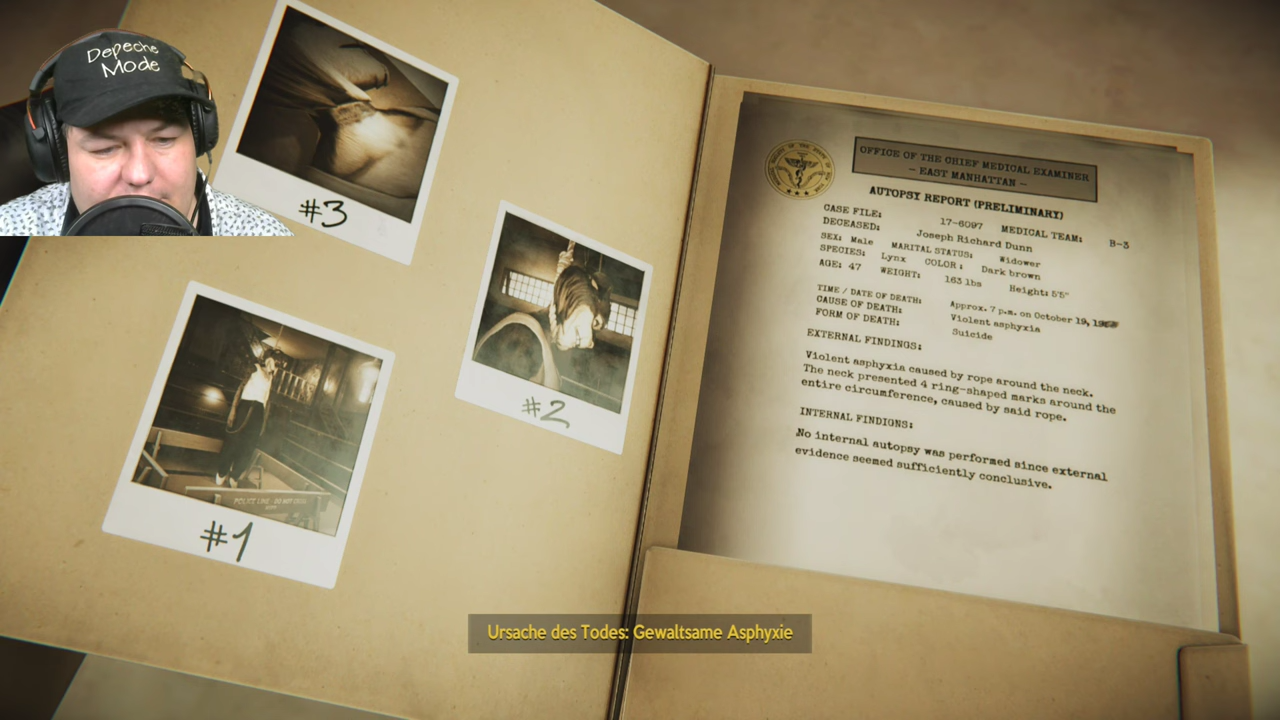 Depeche
Mode
#3
#2
#1
OFFICE OF THE CHIEF MEDICAL EXAMINER
– EAST MANHATTAN –
AUTOPSY REPORT (PRELIMINARY)
CASE FILE: 17-6097 MEDICAL TEAM: B-3
DECEASED: Joseph Richard Dunn
SEX: Male MARITAL STATUS: Widower
SPECIES: Lynx COLOR: Dark brown
AGE: 47 WEIGHT: 163 lbs Height: 5'5"
TIME / DATE OF DEATH: Approx. 7 p.m. on October 19,
CAUSE OF DEATH: Violent asphyxia
FORM OF DEATH: Suicide
EXTERNAL FINDINGS:
Violent asphyxia caused by rope around the neck.
The neck presented 4 ring-shaped marks around the
entire circumference, caused by said rope.
INTERNAL FINDIGNS:
No internal autopsy was performed since external
evidence seemed sufficiently conclusive.
Ursache des Todes: Gewaltsame Asphyxie